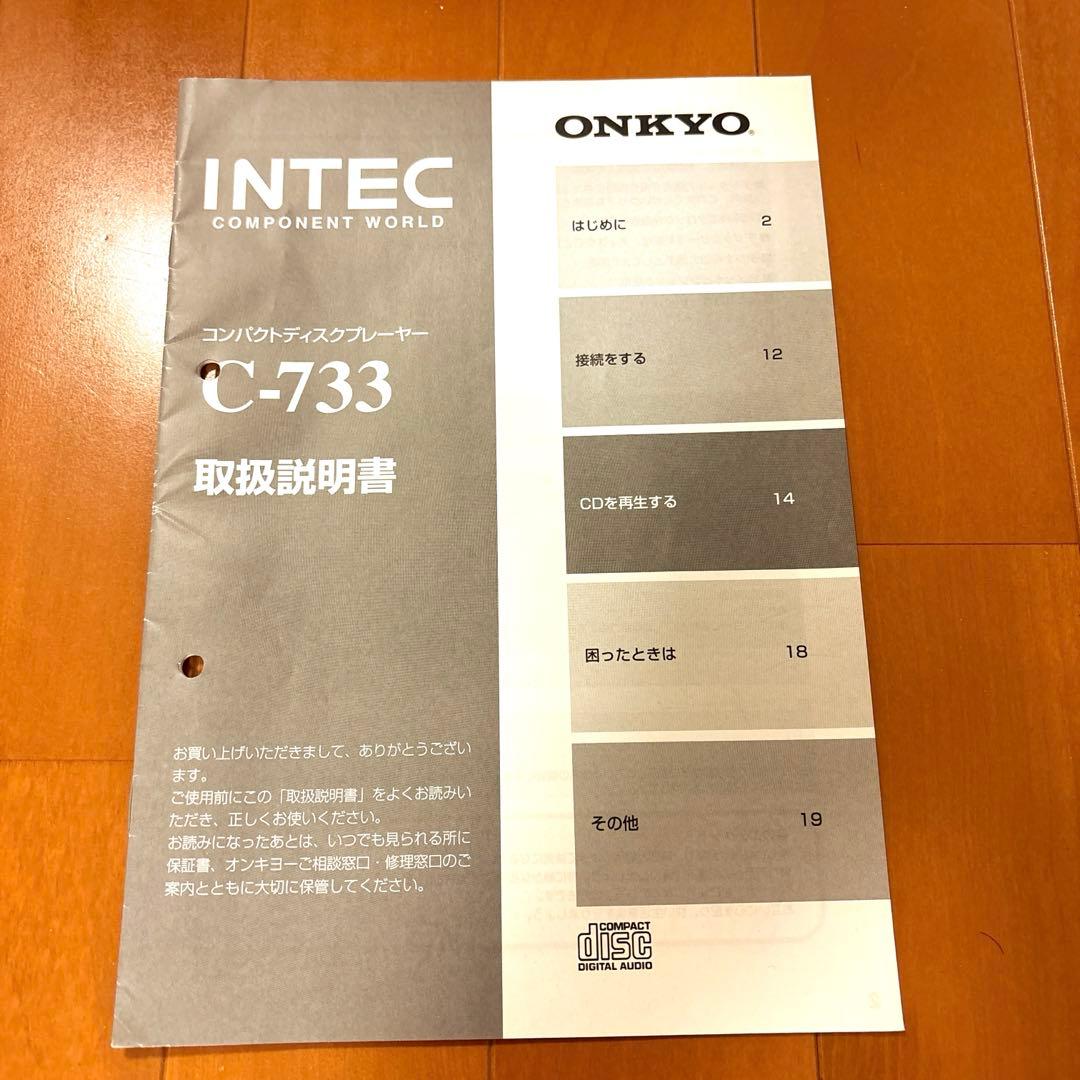 INTEC
COMPONENT WORLD
コンパクトディスクプレーヤー
C-733
取扱説明書
お買い上げいただきまして、ありがとうござい
ます。
ご使用前にこの「取扱説明書」をよくお読みい
ただき、正しくお使いください。
お読みになったあとは、いつでも見られる所に
保証書、オンキヨーご相談窓口・修理窓口のご
案内とともに大切に保管してください。
ONKYO®
はじめに 2
接続をする 12
CDを再生する 14
困ったときは 18
その他 19
COMPACT
disc
DIGITAL AUDIO